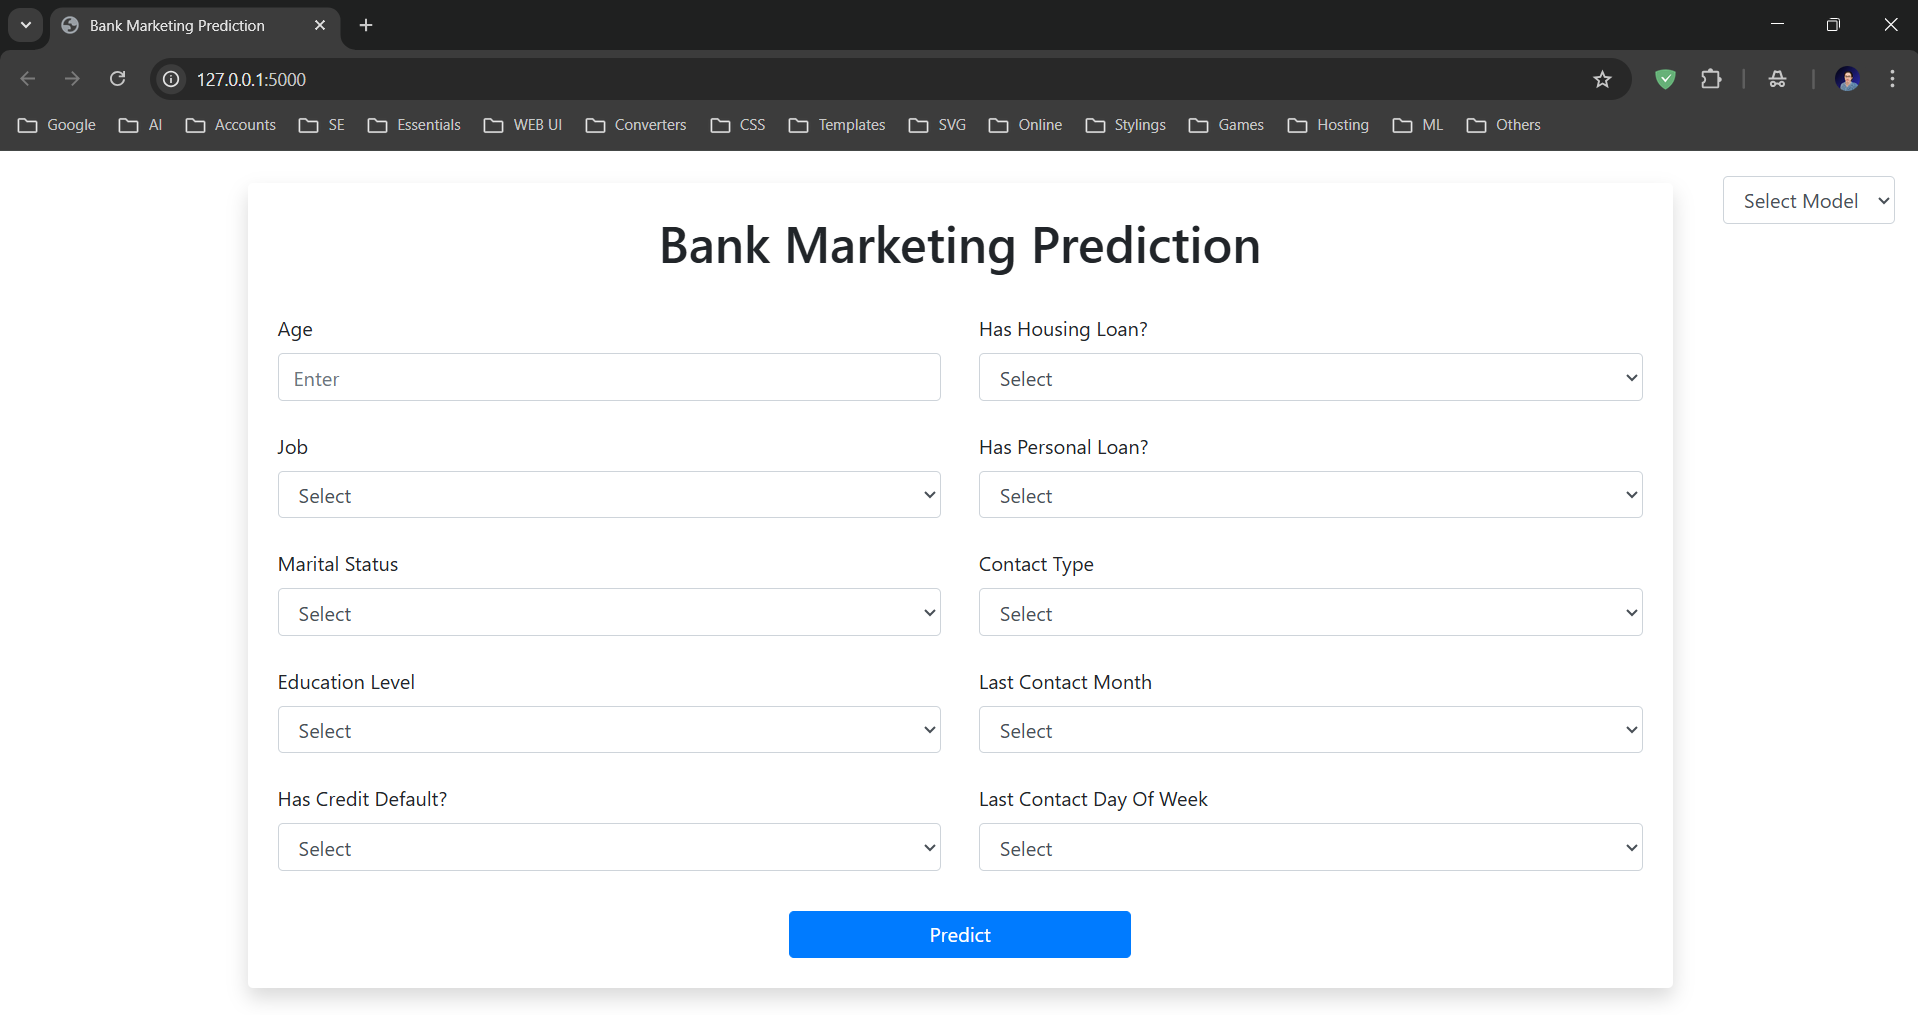 Bank Marketing Prediction
127.0.0.1:5000
Google AI Accounts SE Essentials WEB UI Converters CSS Templates SVG Online Stylings Games Hosting ML Others
Select Model
Bank Marketing Prediction
Age
Enter
Job
Select
Marital Status
Select
Education Level
Select
Has Credit Default?
Select
Has Housing Loan?
Select
Has Personal Loan?
Select
Contact Type
Select
Last Contact Month
Select
Last Contact Day Of Week
Select
Predict